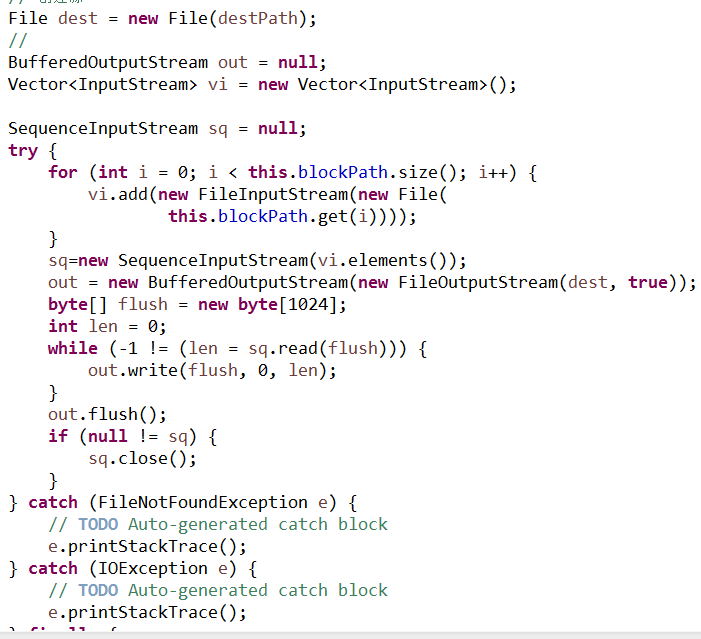 File dest = new File(destPath);
//
BufferedOutputStream out = null;
Vector<InputStream> vi = new Vector<InputStream>();
SequenceInputStream sq = null;
try {
for (int i = 0; i < this.blockPath.size(); i++) {
vi.add(new FileInputStream(new File(
this.blockPath.get(i))));
}
sq=new SequenceInputStream(vi.elements());
out = new BufferedOutputStream(new FileOutputStream(dest, true));
byte[] flush = new byte[1024];
int len = 0;
while (-1 != (len = sq.read(flush))) {
out.write(flush, 0, len);
}
out.flush();
if (null != sq) {
sq.close();
}
} catch (FileNotFoundException e) {
// TODO Auto-generated catch block
e.printStackTrace();
} catch (IOException e) {
// TODO Auto-generated catch block
e.printStackTrace();